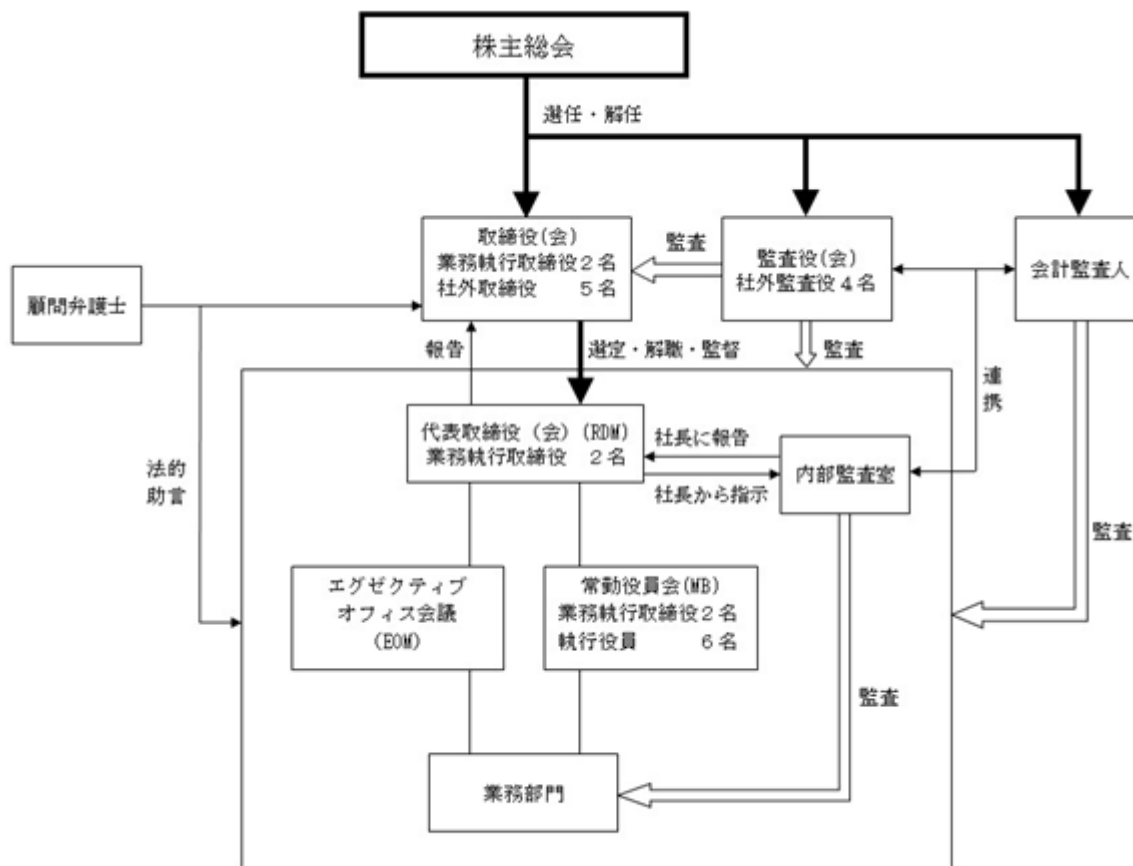 株主総会
選任・解任
取締役(会)
業務執行取締役2名
社外取締役 5名
監査
監査役(会)
社外監査役4名
会計監査人
顧問弁護士
報告
選定・解職・監督
監査
連携
代表取締役(会)(RDM)
業務執行取締役 2名
社長に報告
社長から指示
内部監査室
法的
助言
監査
エグゼクティブ
オフィス会議
(EOM)
常勤役員会(MB)
業務執行取締役2名
執行役員 6名
監査
業務部門